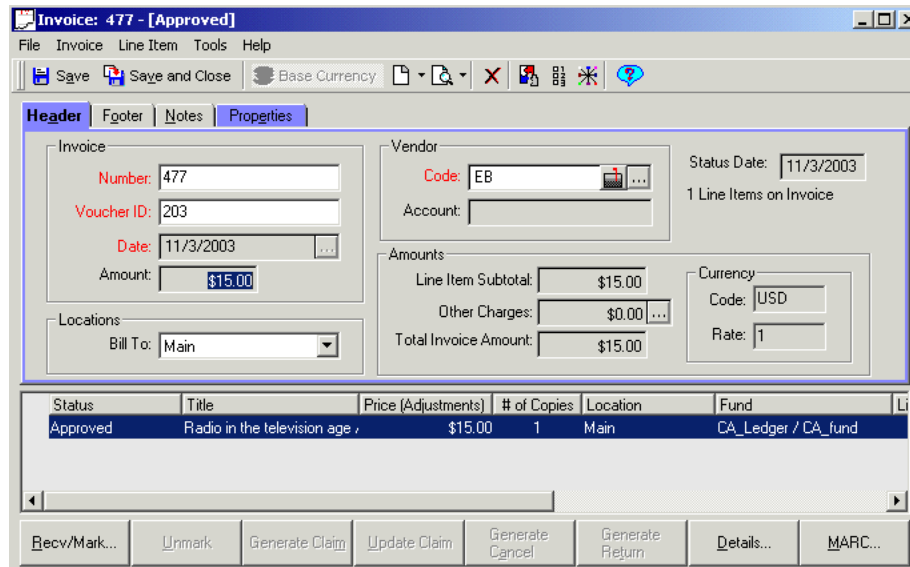 Invoice: 477 - [Approved]
File Invoice Line Item Tools Help
Save Save and Close Base Currency
Header Footer Notes Properties
Invoice
Number: 477
Voucher ID: 203
Date: 11/3/2003 ...
Amount: $15.00
Locations
Bill To: Main
Vendor
Code: EB ...
Account:
Status Date: 11/3/2003
1 Line Items on Invoice
Amounts
Line Item Subtotal: $15.00
Other Charges: $0.00 ...
Total Invoice Amount: $15.00
Currency
Code: USD
Rate: 1
Status Title Price (Adjustments) # of Copies Location Fund Li
Approved Radio in the television age / $15.00 1 Main CA_Ledger / CA_fund
Recv/Mark... Unmark Generate Claim Update Claim Generate Cancel Generate Return Details... MARC...